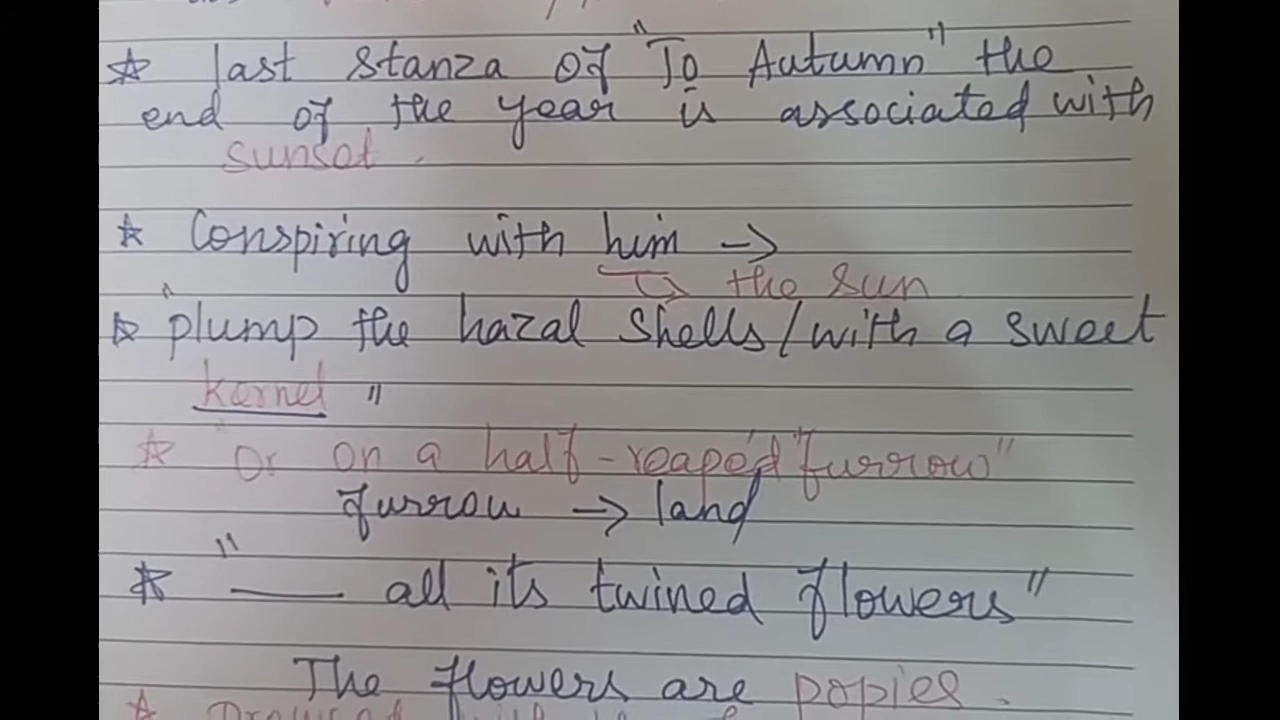 ☆ last stanza of "To Autumn" the
end of the year is associated with
sunset.
☆ Conspiring with him →
↳ the sun
☆ "plump the hazal shells/with a sweet
kernel"
☆ "Or on a half-reap'd "furrow"
furrow → land
☆ "___ all its twined flowers"
The flowers are popies.
☆